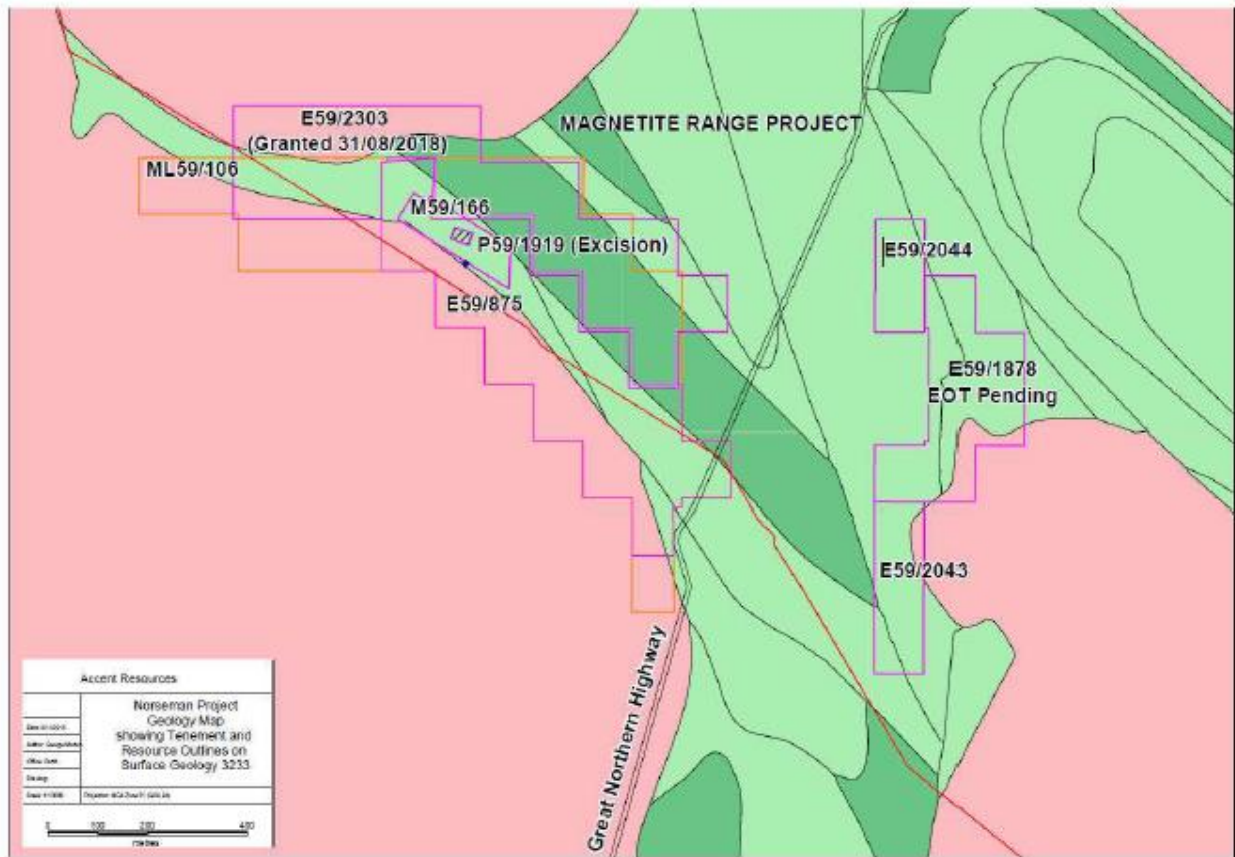 E59/2303
(Granted 31/08/2018)
MAGNETITE RANGE PROJECT
ML59/106
M59/166
P59/1919 (Excision)
E59/2044
E59/875
E59/1878
EOT Pending
E59/2043
Great Northern Highway
Accent Resources
Norseman Project
Geology Map
showing Tenement and
Resource Outlines on
Surface Geology 3233
0 100 200 400
metres